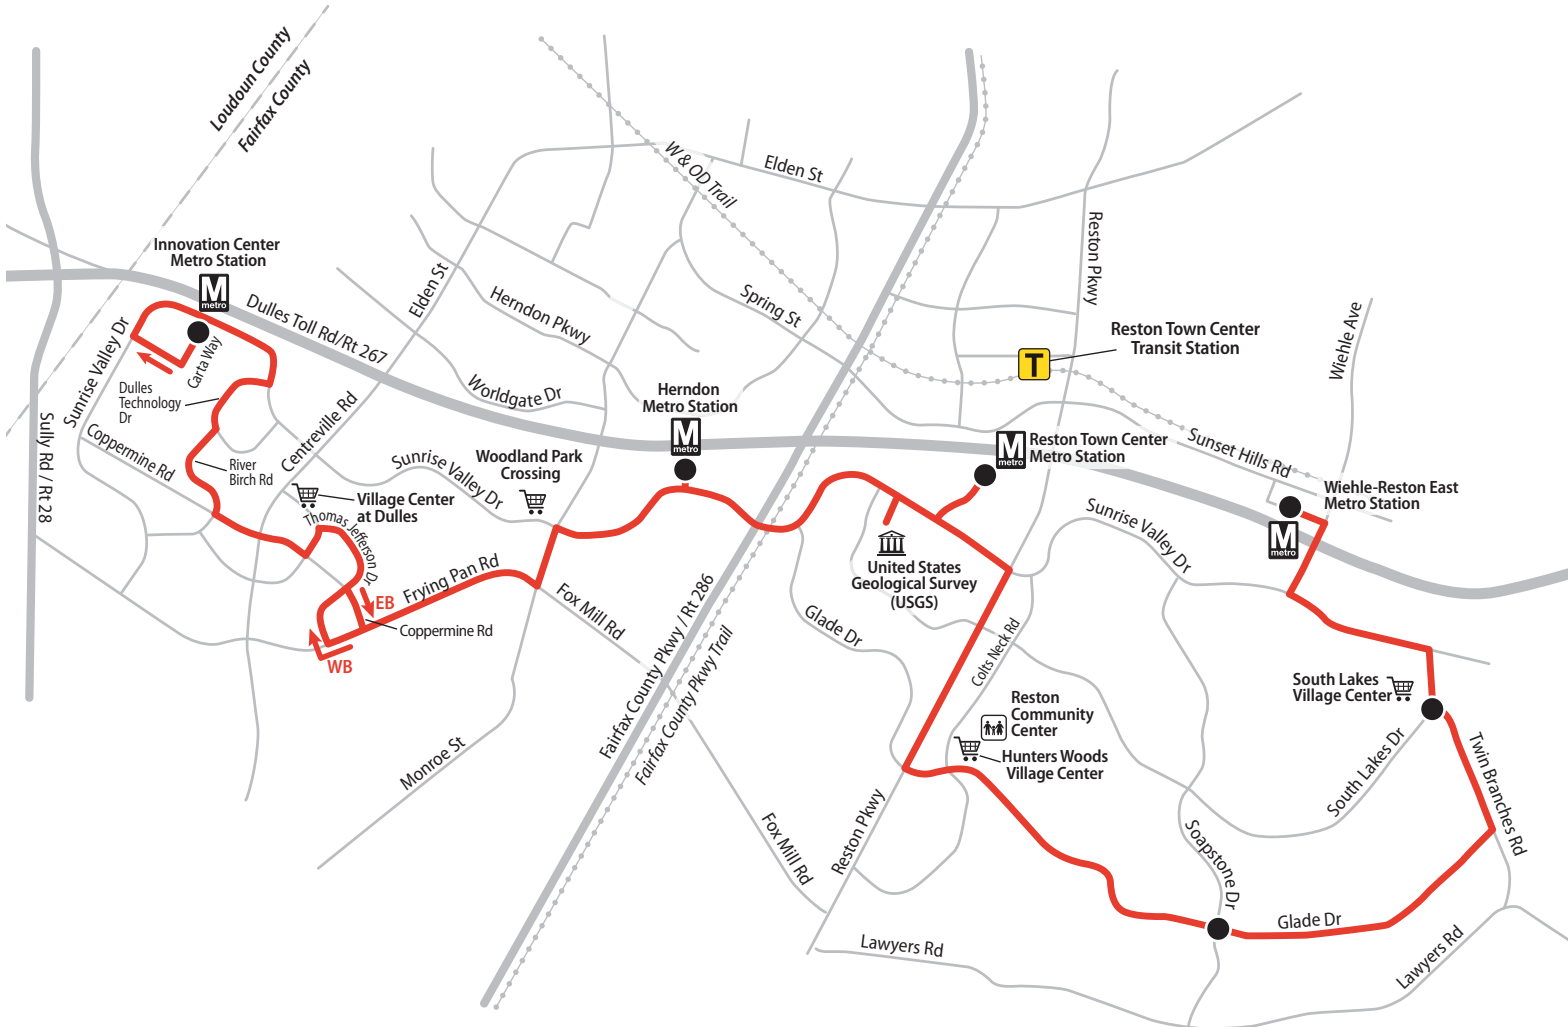 Loudoun County
Fairfax County
W & OD Trail
Elden St
Reston Pkwy
Innovation Center
Metro Station
M
metro
Elden St
Dulles Toll Rd/Rt 267
Herndon Pkwy
Spring St
Reston Town Center
Transit Station
T
Wiehle Ave
Sunrise Valley Dr
Carta Way
Dulles
Technology
Dr
Worldgate Dr
Herndon
Metro Station
M
metro
Sully Rd / Rt 28
Coppermine Rd
River
Birch Rd
Centreville Rd
Sunrise Valley Dr
Woodland Park
Crossing
M
metro
Reston Town Center
Metro Station
Sunset Hills Rd
Wiehle-Reston East
Metro Station
M
metro
Village Center
at Dulles
Thomas Jefferson Dr
Sunrise Valley Dr
United States
Geological Survey
(USGS)
Frying Pan Rd
EB
Coppermine Rd
WB
Fox Mill Rd
Fairfax County Pkwy / Rt 286
Fairfax County Pkwy Trail
Glade Dr
Colts Neck Rd
Reston
Community
Center
Hunters Woods
Village Center
South Lakes
Village Center
South Lakes Dr
Twin Branches Rd
Monroe St
Fox Mill Rd
Reston Pkwy
Soapstone Dr
Glade Dr
Lawyers Rd
Lawyers Rd